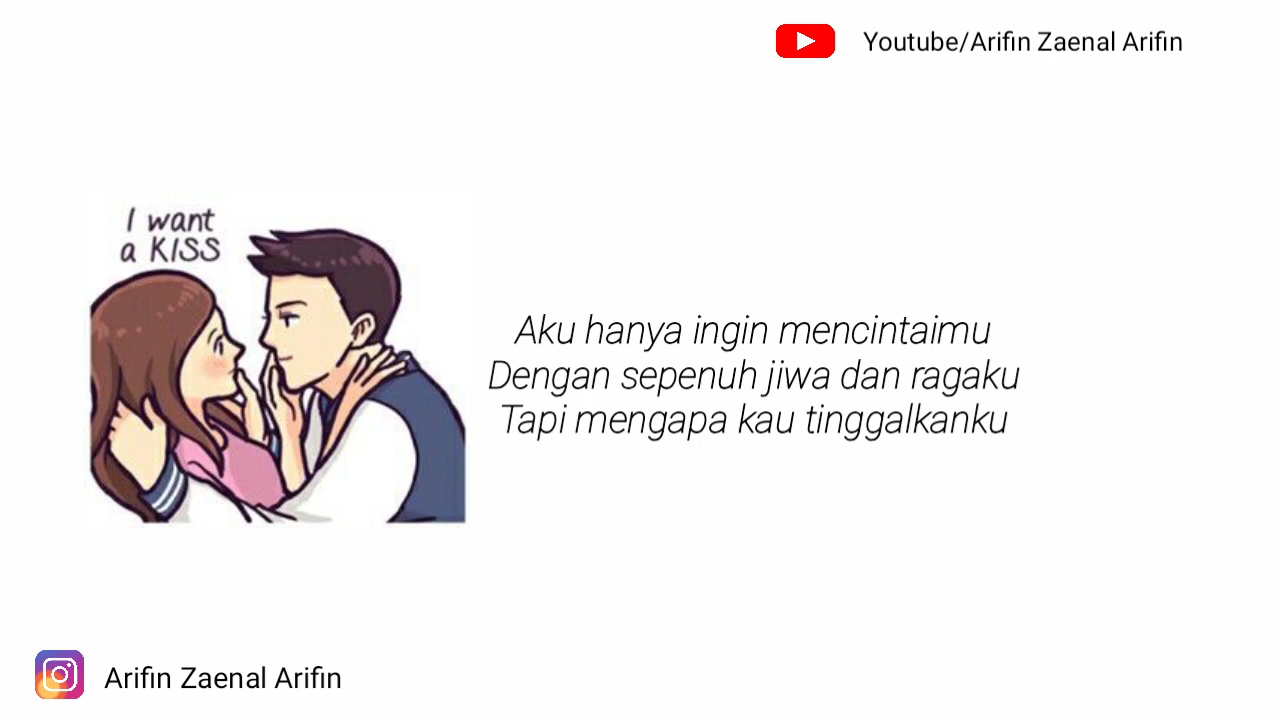 Youtube/Arifin Zaenal Arifin
I want
a KISS
Aku hanya ingin mencintaimu
Dengan sepenuh jiwa dan ragaku
Tapi mengapa kau tinggalkanku
Arifin Zaenal Arifin